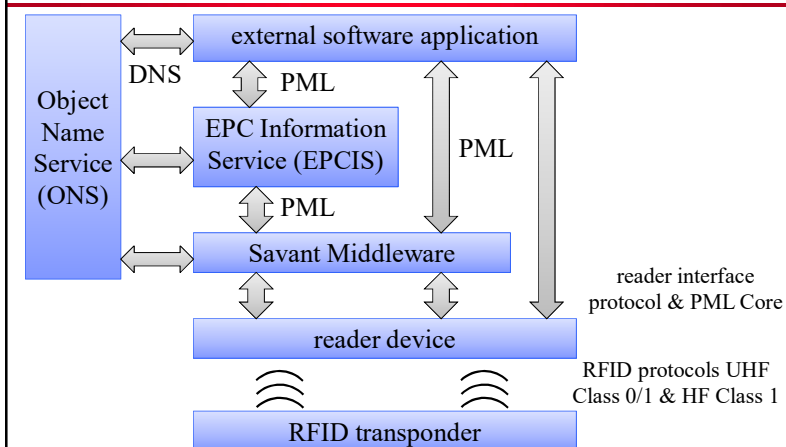 external software application
DNS
PML
Object
Name
Service
(ONS)
EPC Information
Service (EPCIS)
PML
PML
Savant Middleware
reader interface
protocol & PML Core
reader device
RFID protocols UHF
Class 0/1 & HF Class 1
RFID transponder